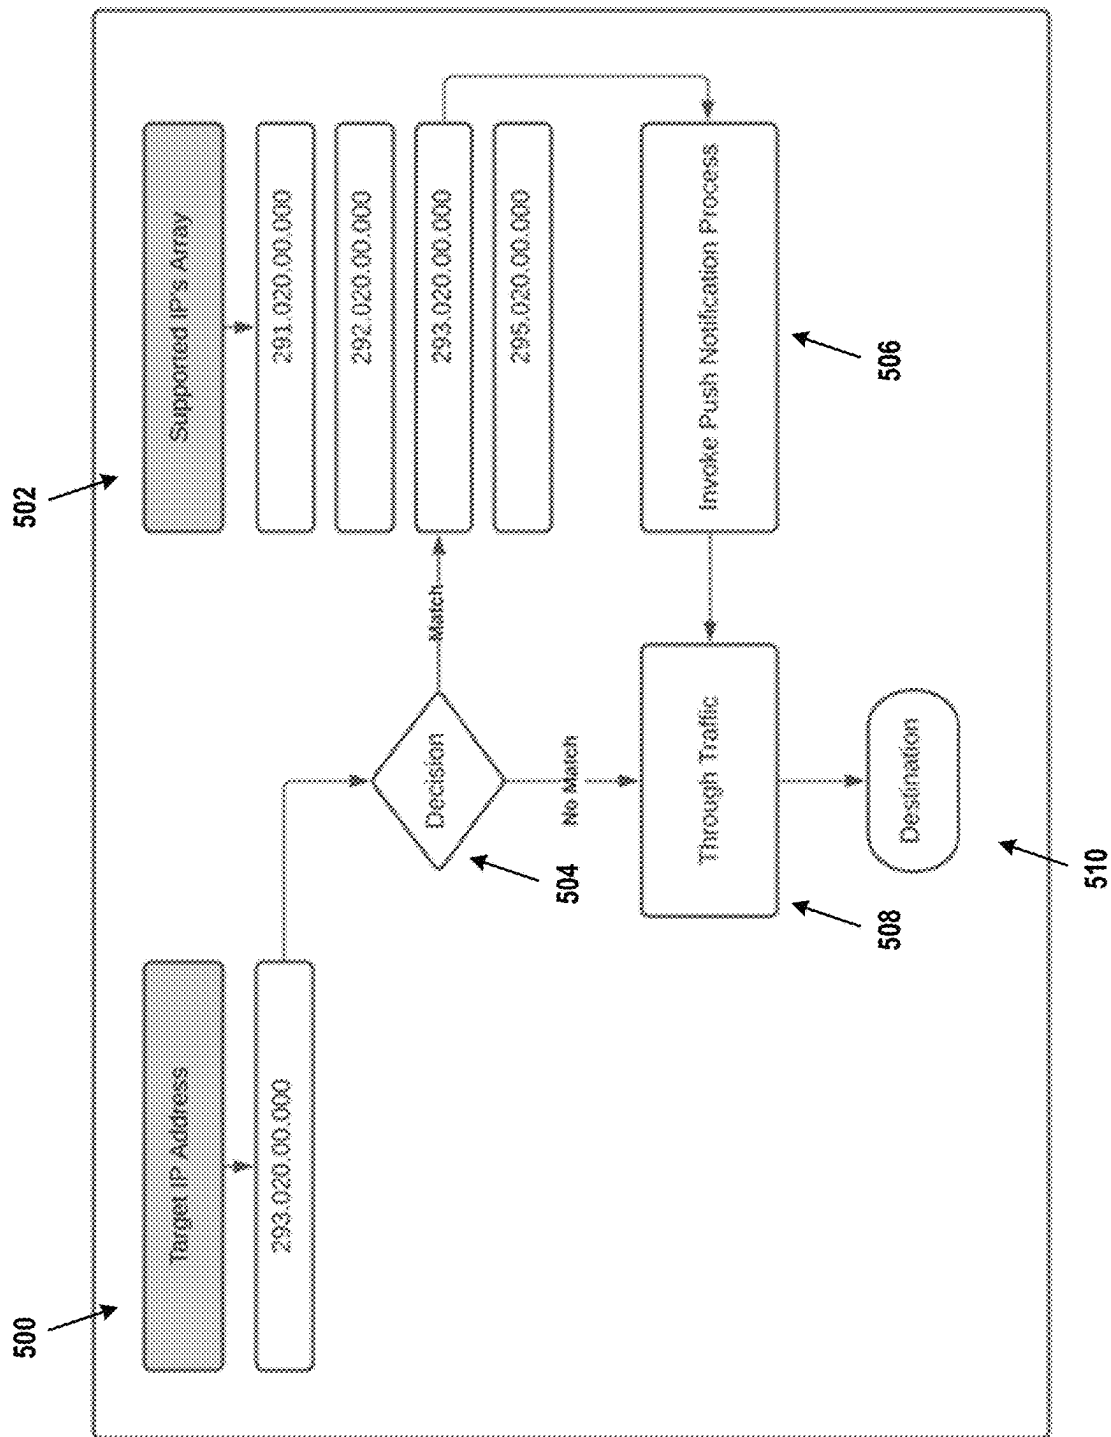 500
502
Target IP Address
Supported IP's Array
293.020.00.000
291.020.00.000
292.020.00.000
Decision
Match
293.020.00.000
504
295.020.00.000
No Match
Through Traffic
Invoke Push Notification Process
508
506
Destination
510